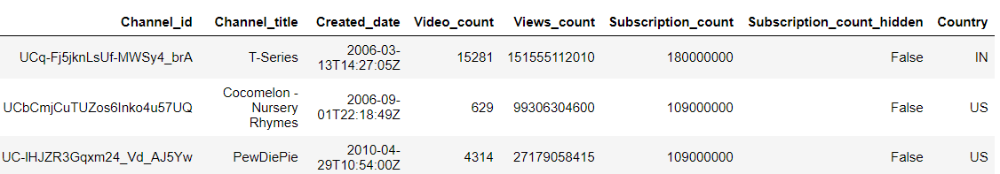 Channel_id Channel_title Created_date Video_count Views_count Subscription_count Subscription_count_hidden Country
UCq-Fj5jknLsUf-MWSy4_brA T-Series 2006-03-
13T14:27:05Z 15281 151555112010 180000000 False IN
UCbCmjCuTUZos6Inko4u57UQ Cocomelon -
Nursery
Rhymes 2006-09-
01T22:18:49Z 629 99306304600 109000000 False US
UC-lHJZR3Gqxm24_Vd_AJ5Yw PewDiePie 2010-04-
29T10:54:00Z 4314 27179058415 109000000 False US